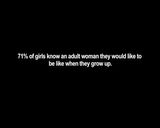 71% of girls know an adult woman they would like to
be like when they grow up.